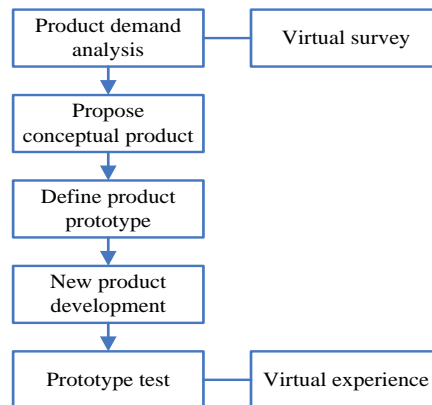 Product demand
analysis
Virtual survey
Propose
conceptual product
Define product
prototype
New product
development
Prototype test
Virtual experience